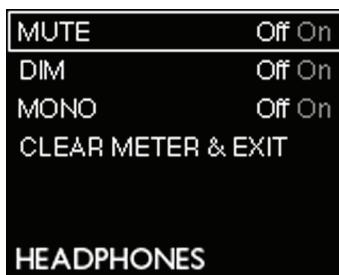 MUTE Off On
DIM Off On
MONO Off On
CLEAR METER & EXIT
HEADPHONES